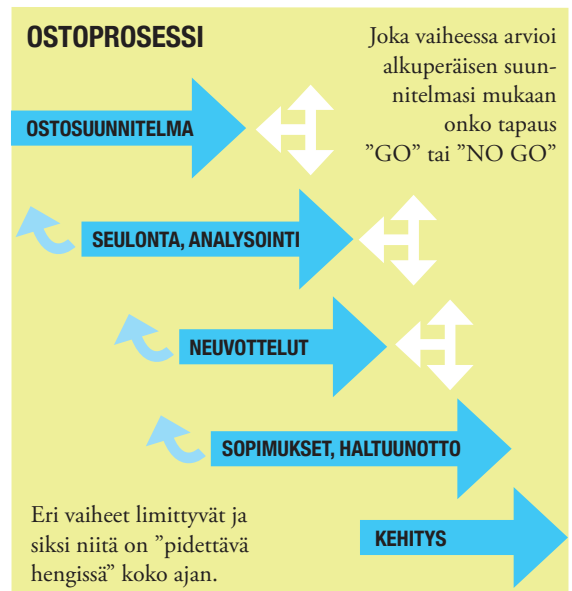 OSTOPROSESSI
Joka vaiheessa arvioi
alkuperäisen suun-
nitelmasi mukaan
onko tapaus
”GO” tai ”NO GO”
OSTOSUUNNITELMA
SEULONTA, ANALYSOINTI
NEUVOTTELUT
SOPIMUKSET, HALTUUNOTTO
KEHITYS
Eri vaiheet limittyvät ja
siksi niitä on ”pidettävä
hengissä” koko ajan.